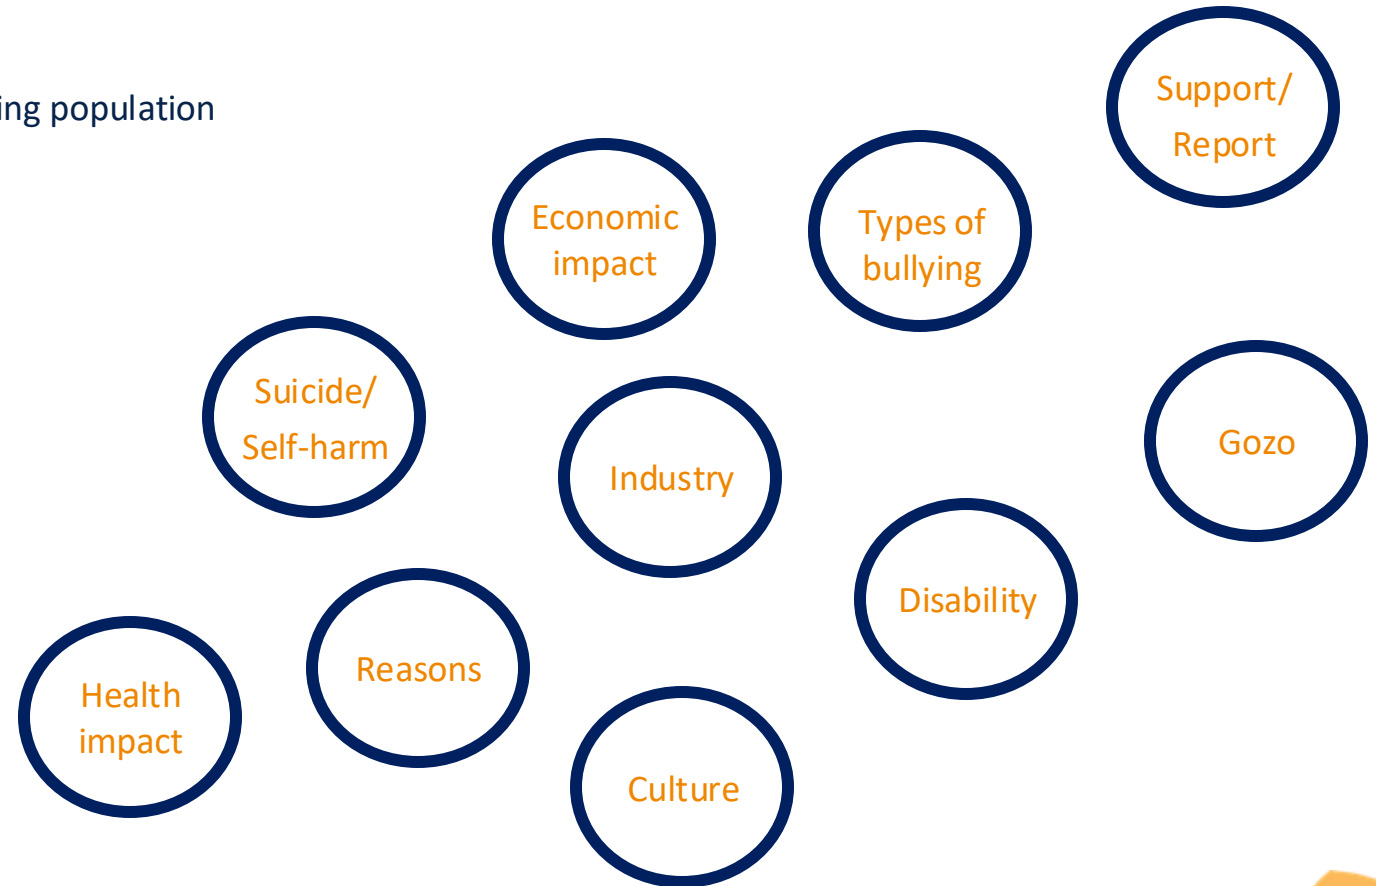 ing population
Support/
Report
Economic
impact
Types of
bullying
Suicide/
Self-harm
Industry
Gozo
Disability
Reasons
Health
impact
Culture